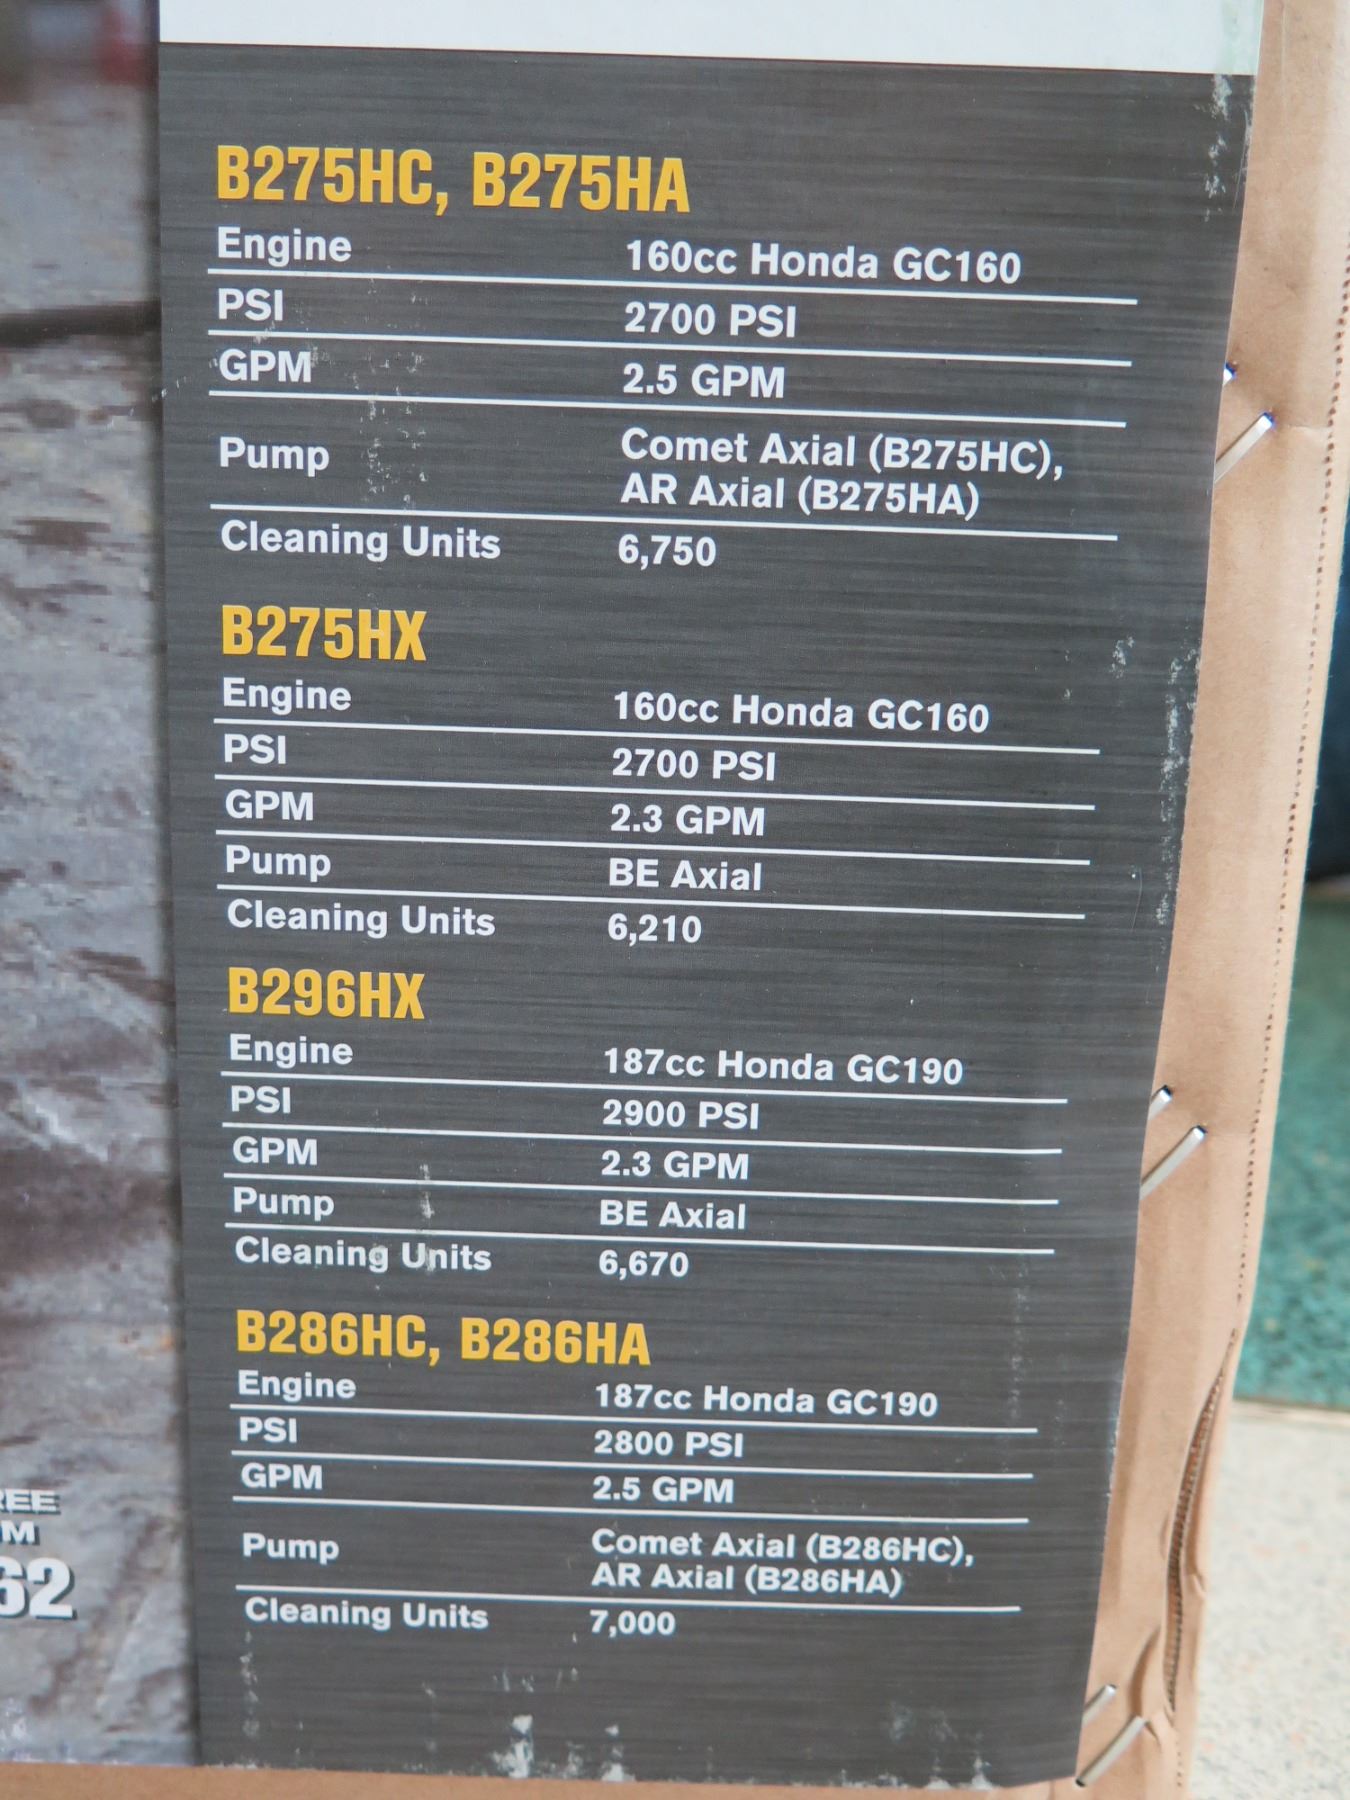 B275HC, B275HA
Engine 160cc Honda GC160
PSI 2700 PSI
GPM 2.5 GPM
Pump Comet Axial (B275HC),
AR Axial (B275HA)
Cleaning Units 6,750
B275HX
Engine 160cc Honda GC160
PSI 2700 PSI
GPM 2.3 GPM
Pump BE Axial
Cleaning Units 6,210
B296HX
Engine 187cc Honda GC190
PSI 2900 PSI
GPM 2.3 GPM
Pump BE Axial
Cleaning Units 6,670
B286HC, B286HA
Engine 187cc Honda GC190
PSI 2800 PSI
GPM 2.5 GPM
Pump Comet Axial (B286HC),
AR Axial (B286HA)
Cleaning Units 7,000